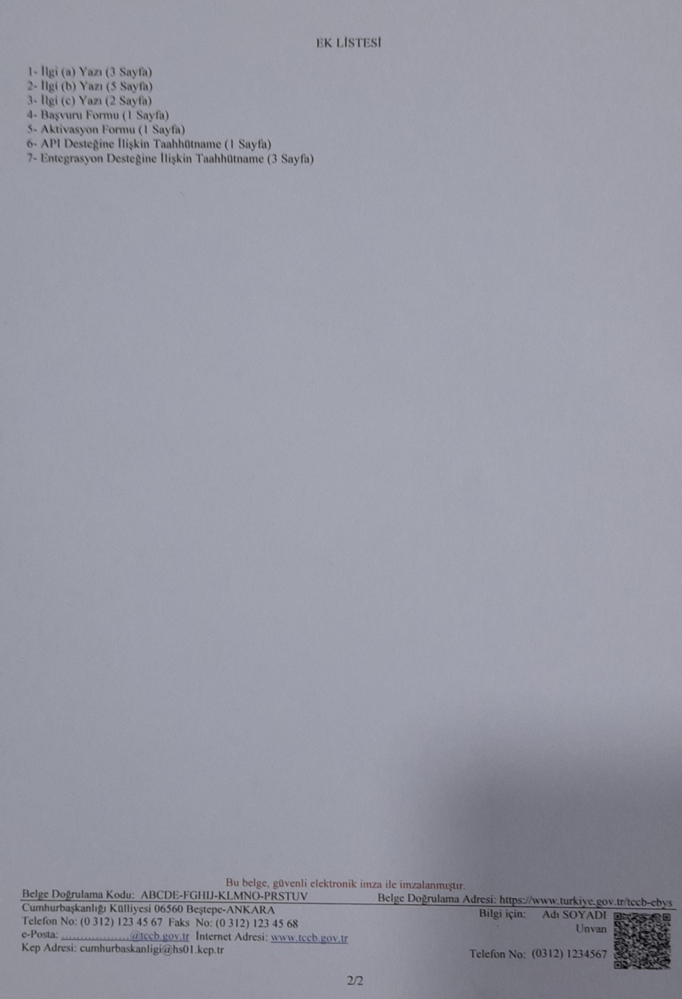 EK LİSTESİ
1- İlgi (a) Yazı (3 Sayfa)
2- İlgi (b) Yazı (5 Sayfa)
3- İlgi (c) Yazı (2 Sayfa)
4- Başvuru Formu (1 Sayfa)
5- Aktivasyon Formu (1 Sayfa)
6- API Desteğine İlişkin Taahhütname (1 Sayfa)
7- Entegrasyon Desteğine İlişkin Taahhütname (3 Sayfa)
Bu belge, güvenli elektronik imza ile imzalanmıştır.
Belge Doğrulama Kodu: ABCDE-FGHIJ-KLMNO-PRSTUV Belge Doğrulama Adresi: https://www.turkiye.gov.tr/tccb-ebys
Cumhurbaşkanlığı Külliyesi 06560 Beştepe-ANKARA
Telefon No: (0 312) 123 45 67 Faks No: (0 312) 123 45 68
e-Posta: ...................@tccb.gov.tr İnternet Adresi: www.tccb.gov.tr
Kep Adresi: cumhurbaskanligi@hs01.kep.tr
Bilgi için: Adı SOYADI
Unvan
Telefon No: (0312) 1234567
2/2